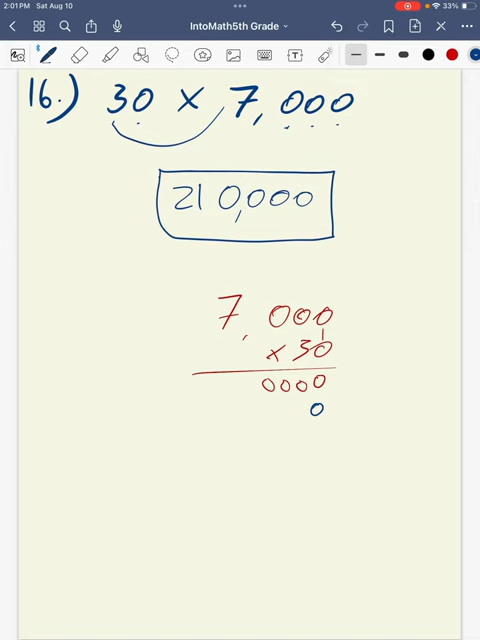 2:01 PM Sat Aug 10 33%
IntoMath5th Grade
16.) 30 x 7,000
210,000
7,000
x 30
0000
0